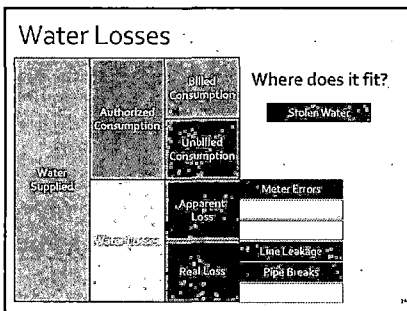 Water Losses
Where does it fit?
Stolen Water
Water
Supplied
Authorized
Consumption
Billed
Consumption
Unbilled
Consumption
Water Losses
Apparent
Loss
Real Loss
Meter Errors
Line Leakage
Pipe Breaks